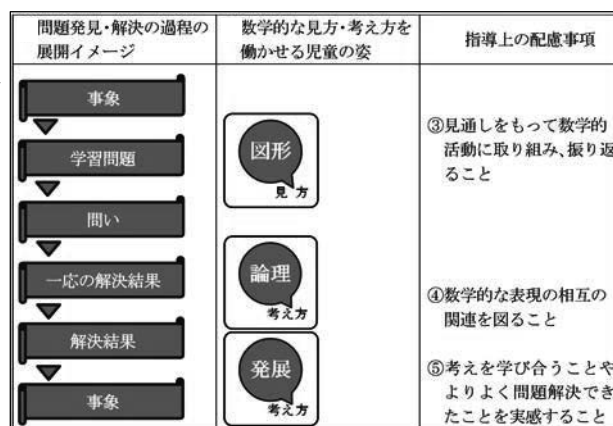 問題発見・解決の過程の
展開イメージ
数学的な見方・考え方を
働かせる児童の姿
指導上の配慮事項
事象
学習問題
問い
一応の解決結果
解決結果
事象
図形
見方
論理
考え方
発展
考え方
③見通しをもって数学的
活動に取り組み、振り返
ること
④数学的な表現の相互の
関連を図ること
⑤考えを学び合うことや
よりよく問題解決でき
たことを実感すること